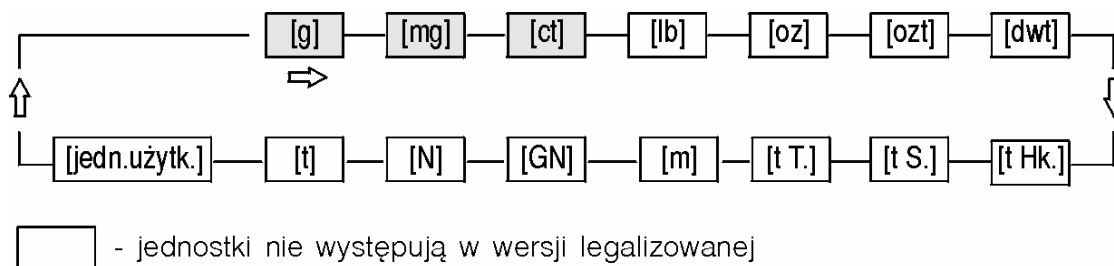 [g] [mg] [ct] [lb] [oz] [ozt] [dwt]
[jedn.użytk.] [t] [N] [GN] [m] [t T.] [t S.] [t Hk.]
- jednostki nie występują w wersji legalizowanej